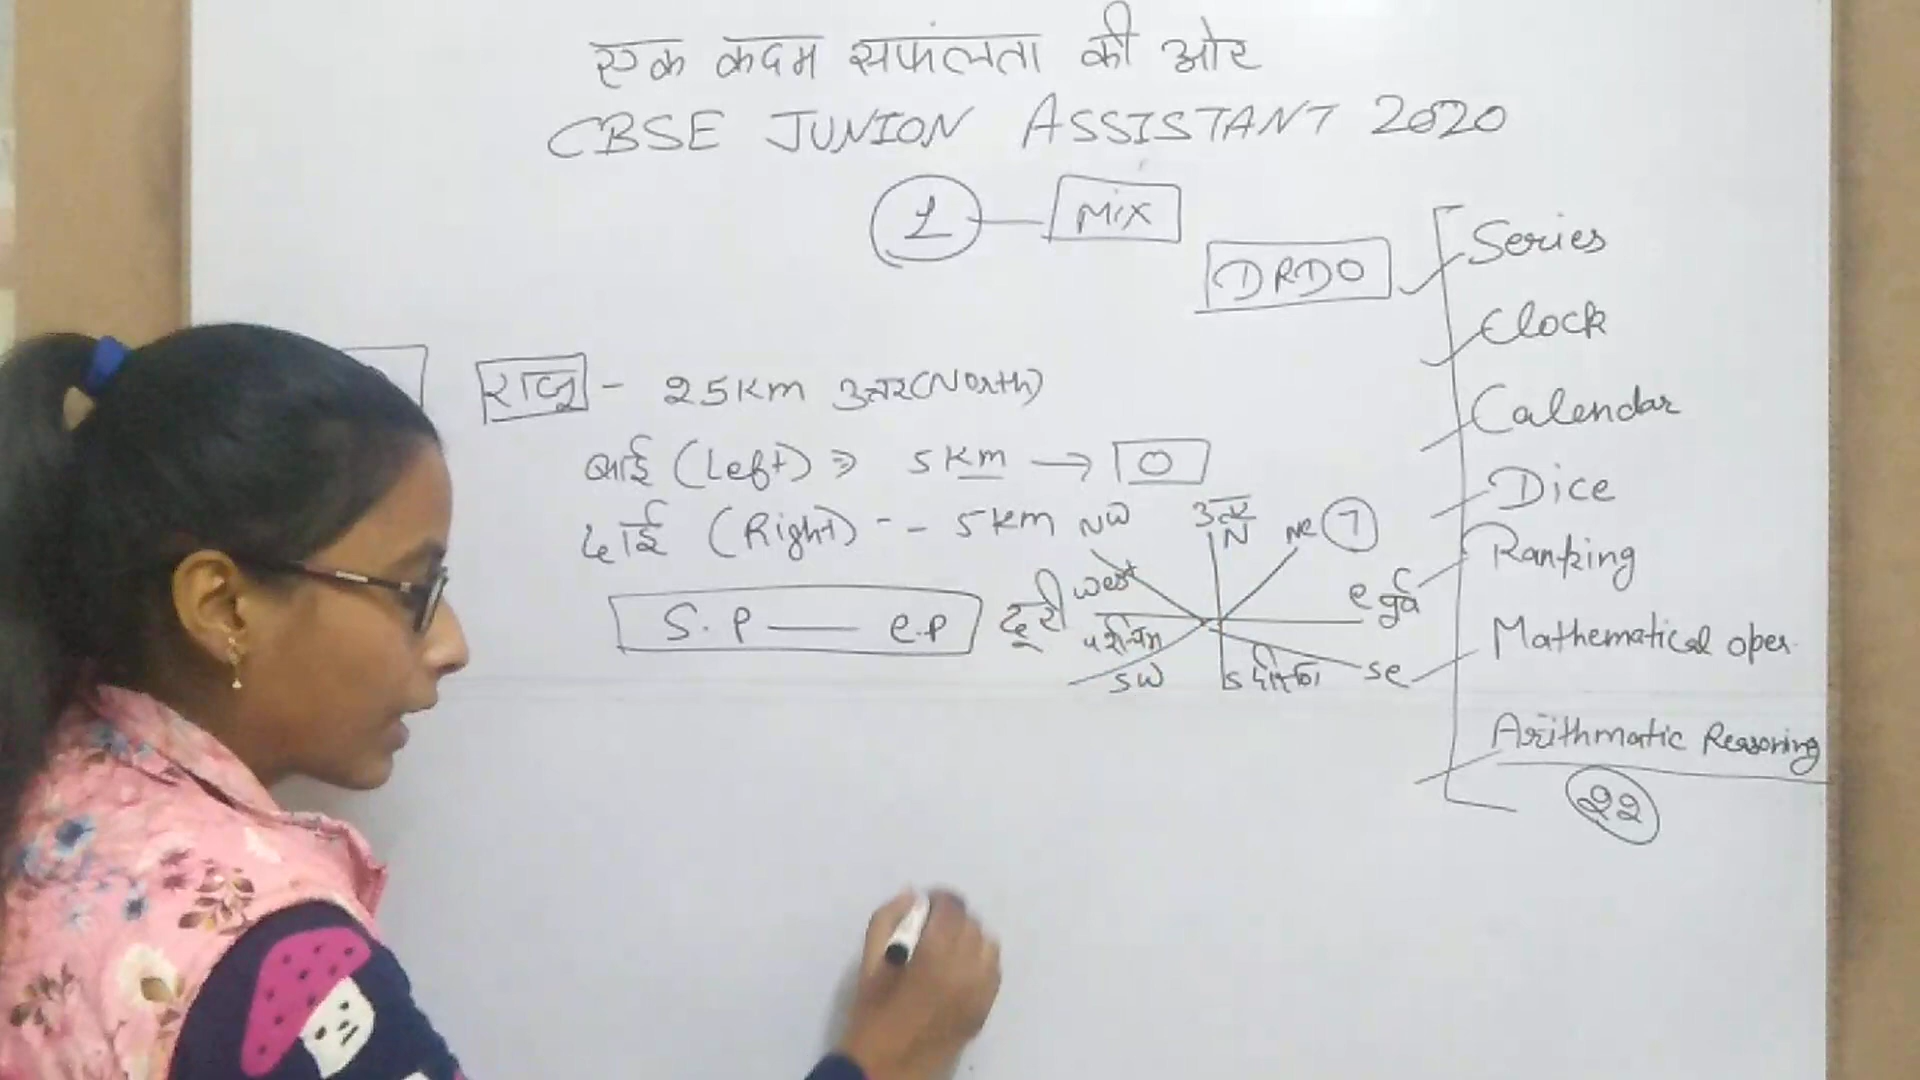 एक कदम सफलता की ओर
CBSE JUNION ASSISTANT 2020
1 — Mix
DRDO
Series
Clock
Calendar
Dice
Ranking
Mathematical oper.
Arithmatic Reasoning
22
राजू - 25km उत्तर (North)
बाई (Left) ⇒ 5 km → 0
दाई (Right) -- 5km
S.P — e.p दूरी
NW उत्तर N NE 7
west e पूर्व
पश्चिम
SW S Se